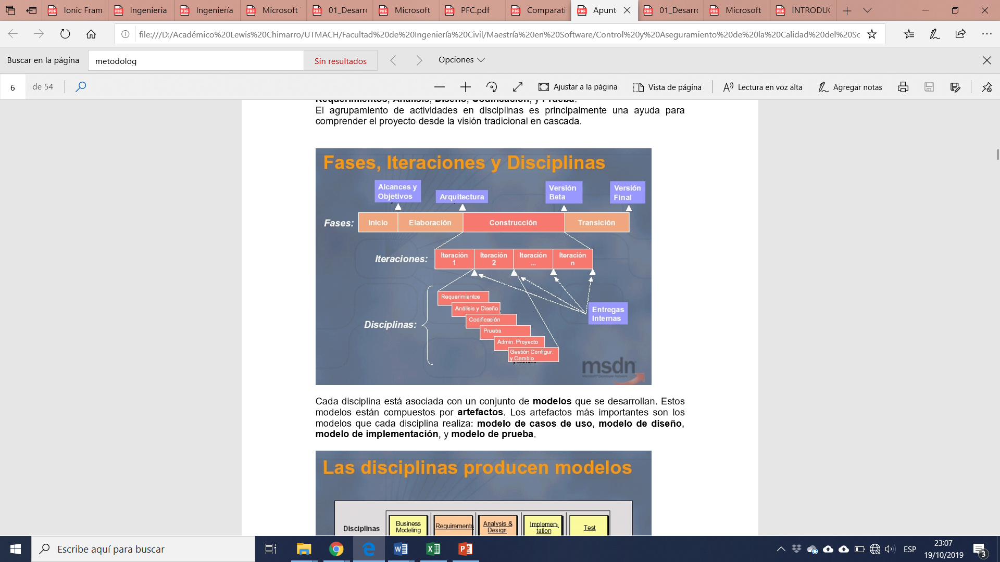 Ionic Fram
Ingenieria
Ingeniería
Microsoft
01_Desarr
Microsoft
PFC.pdf
Comparati
Apunt
01_Desarr
Microsoft
INTRODUC
file:///D:/Académico%20Lewis%20Chimarro/UTMACH/Facultad%20de%20Ingeniería%20Civil/Maestría%20en%20Software/Control%20y%20Aseguramiento%20de%20la%20Calidad%20del%20Sc
Buscar en la página
metodolog
Sin resultados
Opciones
6
de 54
Ajustar a la página
Vista de página
Lectura en voz alta
Agregar notas
Requerimientos, Análisis, Diseño, Codificación, y Prueba.
El agrupamiento de actividades en disciplinas es principalmente una ayuda para
comprender el proyecto desde la visión tradicional en cascada.
Fases, Iteraciones y Disciplinas
Alcances y
Objetivos
Arquitectura
Versión
Beta
Versión
Final
Fases:
Inicio
Elaboración
Construcción
Transición
Iteraciones:
Iteración
1
Iteración
2
Iteración
...
Iteración
n
Disciplinas:
Requerimientos
Análisis y Diseño
Codificación
Prueba
Admin. Proyecto
Gestión Configur.
y Cambio
Entregas
Internas
msdn
Microsoft Developer Network
Cada disciplina está asociada con un conjunto de modelos que se desarrollan. Estos
modelos están compuestos por artefactos. Los artefactos más importantes son los
modelos que cada disciplina realiza: modelo de casos de uso, modelo de diseño,
modelo de implementación, y modelo de prueba.
Las disciplinas producen modelos
Disciplinas
Business
Modeling
Requirements
Analysis &
Design
Implemen-
tation
Test
Escribe aquí para buscar
ESP
23:07
19/10/2019
3